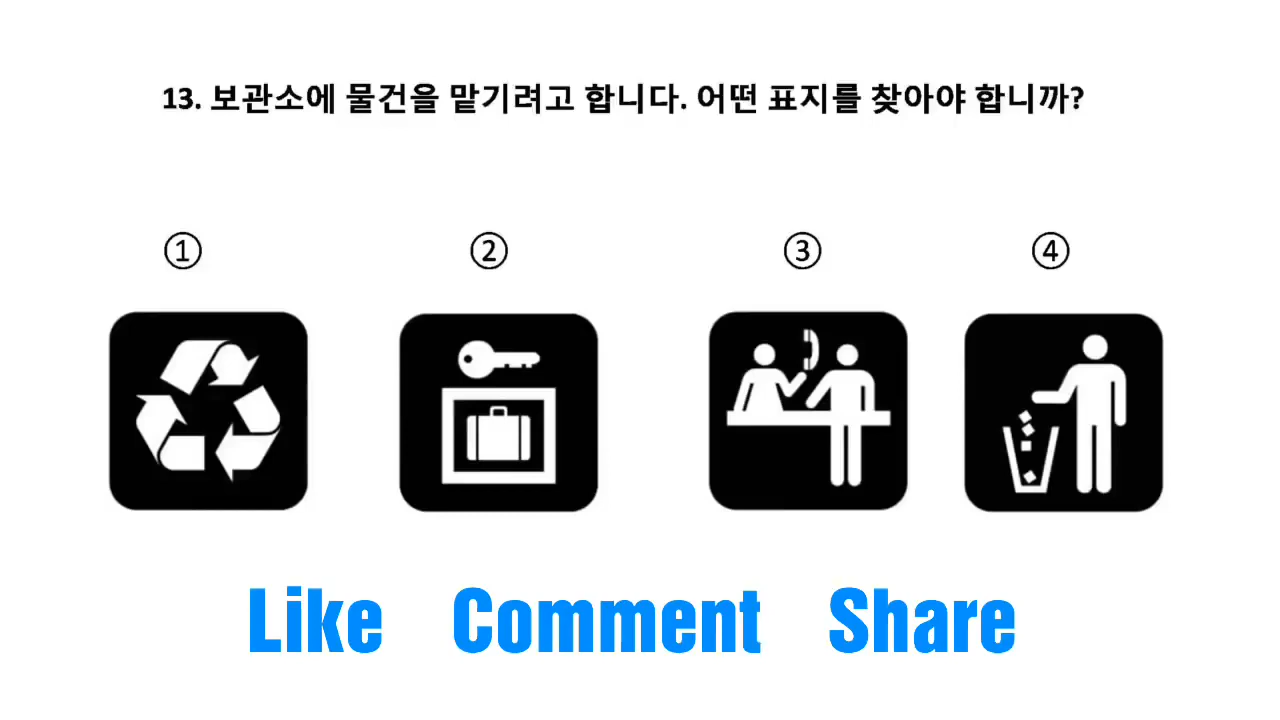 13. 보관소에 물건을 맡기려고 합니다. 어떤 표지를 찾아야 합니까?
① ② ③ ④
Like Comment Share